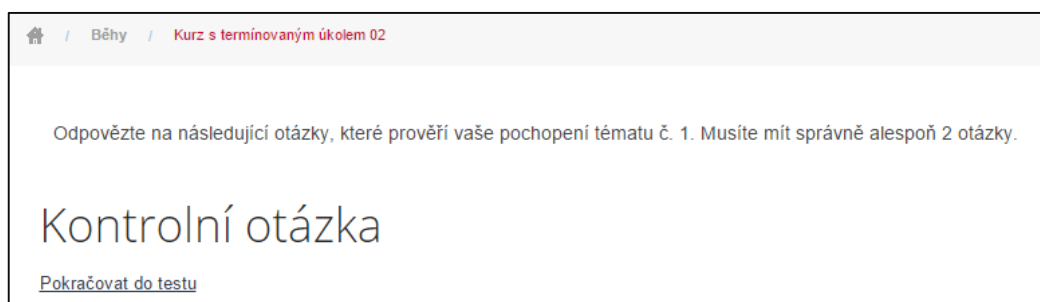 / Běhy / Kurz s termínovaným úkolem 02
Odpovězte na následující otázky, které prověří vaše pochopení tématu č. 1. Musíte mít správně alespoň 2 otázky.
Kontrolní otázka
Pokračovat do testu